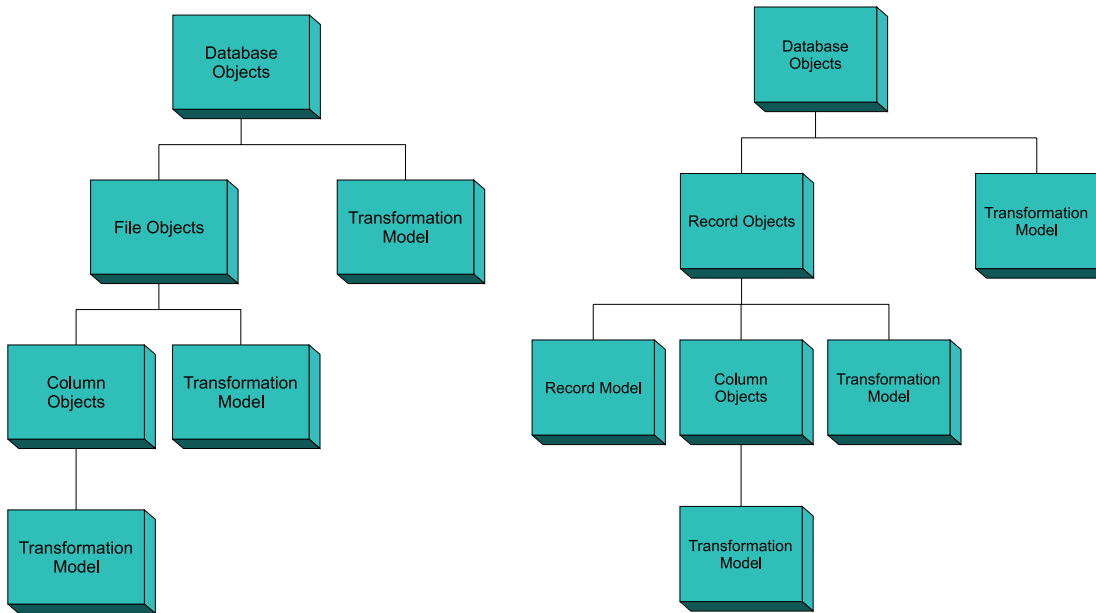 Database
Objects
File Objects
Transformation
Model
Column
Objects
Transformation
Model
Transformation
Model
Database
Objects
Record Objects
Transformation
Model
Record Model
Column
Objects
Transformation
Model
Transformation
Model